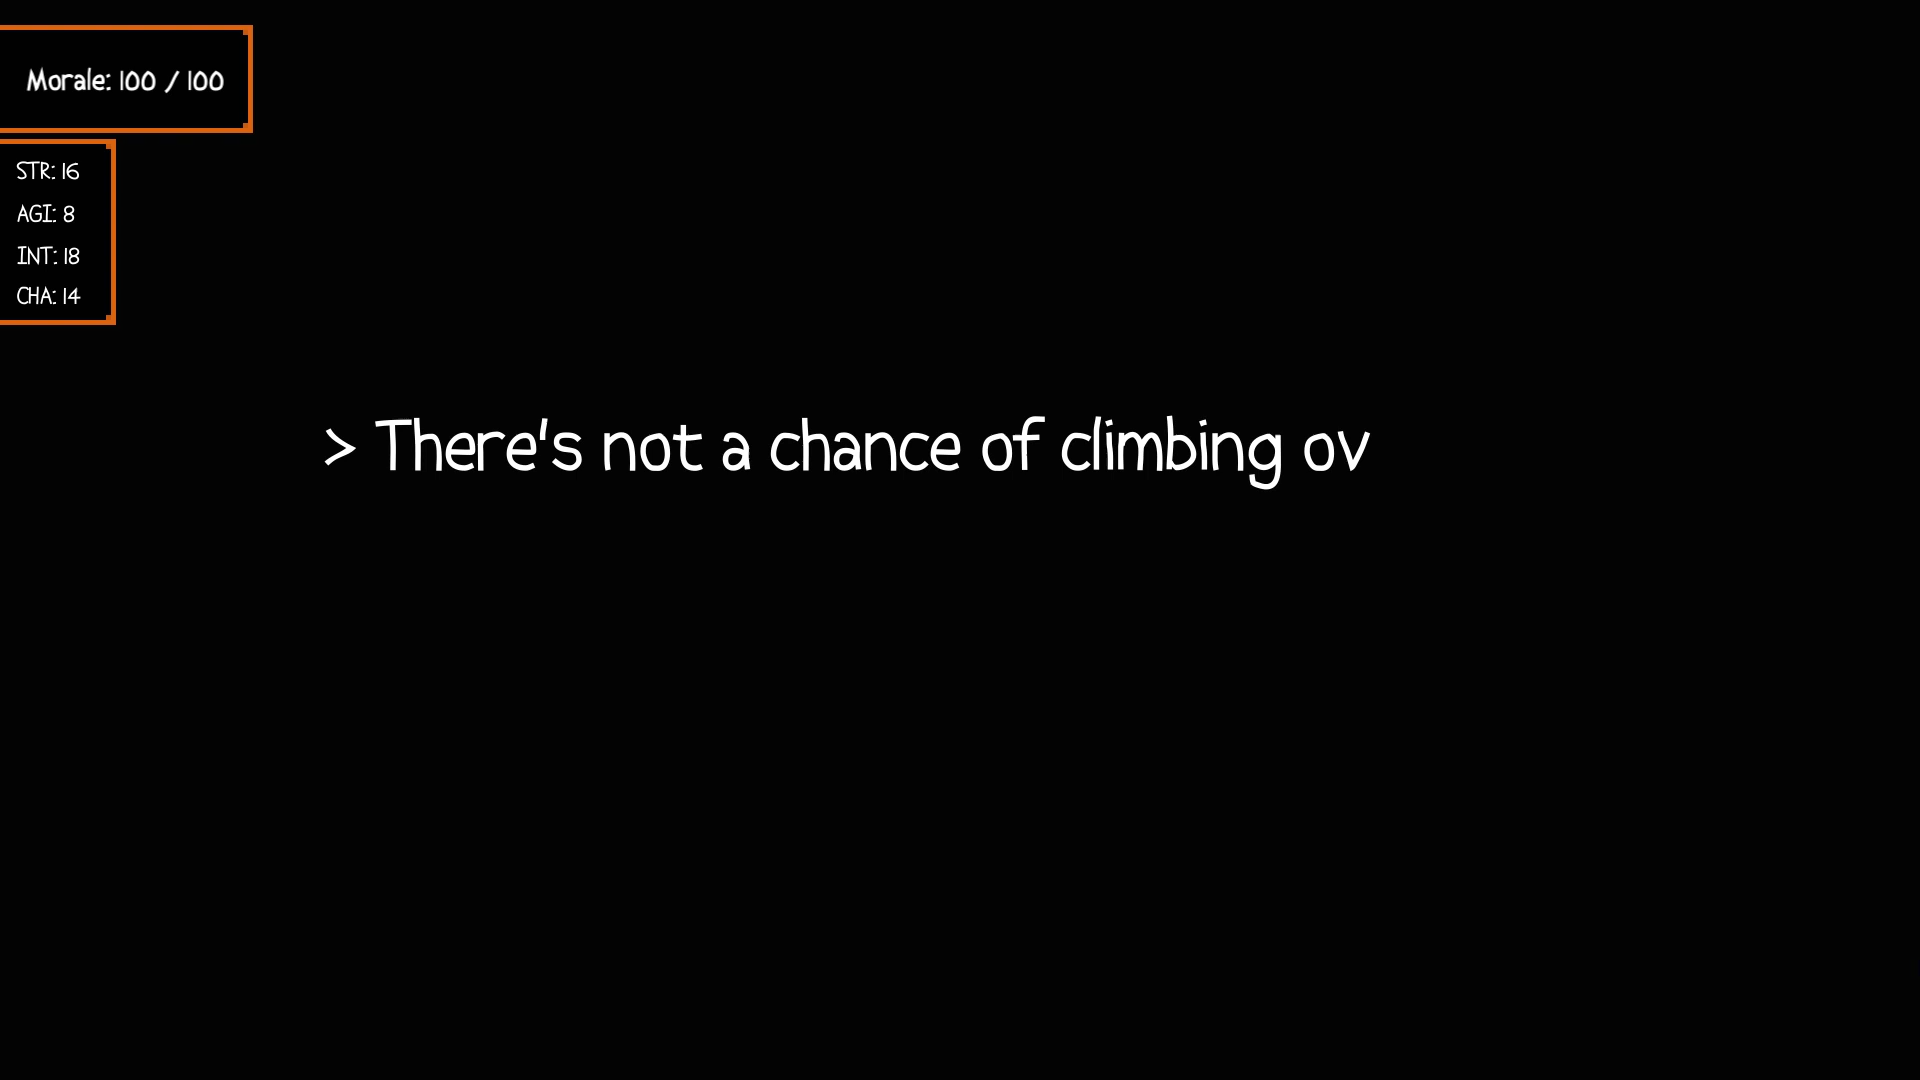 Morale: 100 / 100
STR: 16
AGI: 8
INT: 18
CHA: 14
> There's not a chance of climbing ov